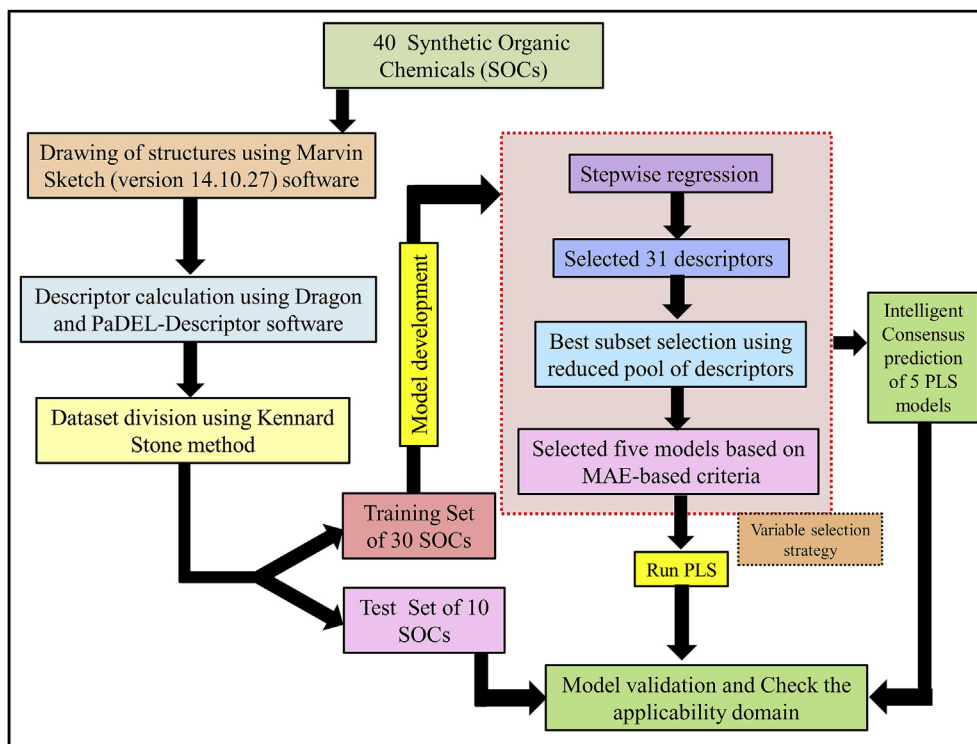 40 Synthetic Organic
Chemicals (SOCs)
Drawing of structures using Marvin
Sketch (version 14.10.27) software
Descriptor calculation using Dragon
and PaDEL-Descriptor software
Dataset division using Kennard
Stone method
Training Set
of 30 SOCs
Test Set of 10
SOCs
Model development
Stepwise regression
Selected 31 descriptors
Best subset selection using
reduced pool of descriptors
Selected five models based on
MAE-based criteria
Variable selection
strategy
Run PLS
Intelligent
Consensus
prediction
of 5 PLS
models
Model validation and Check the
applicability domain